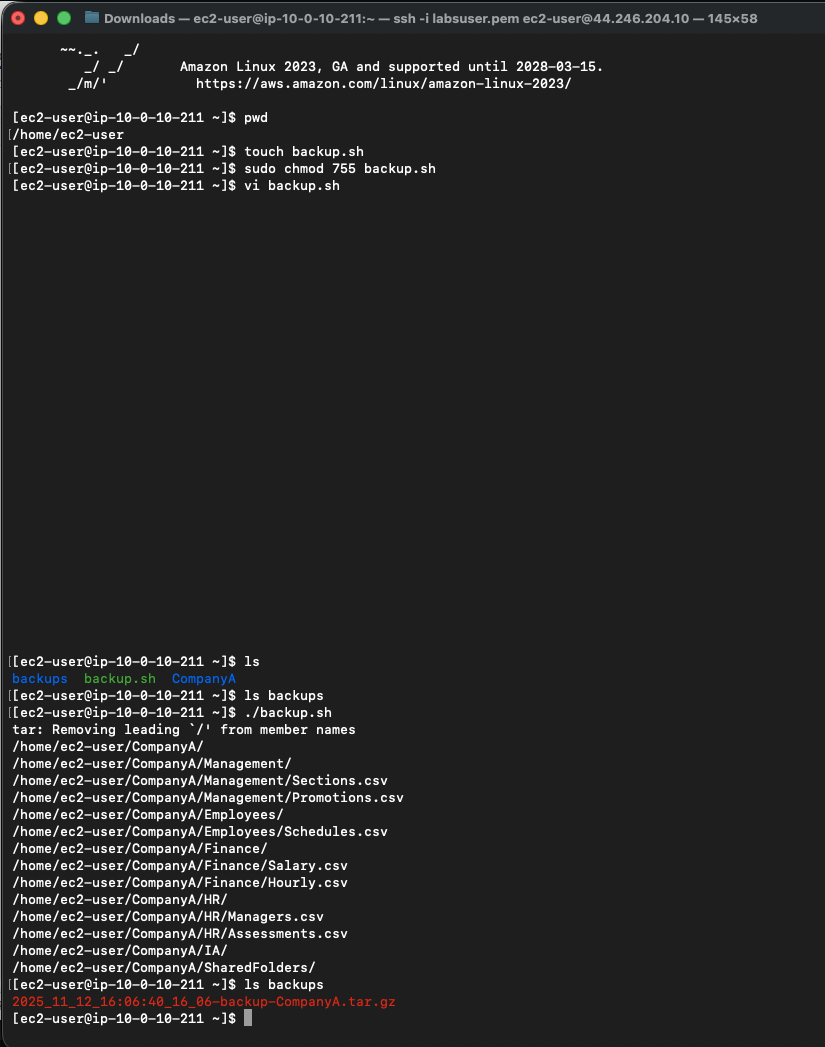 Downloads — ec2-user@ip-10-0-10-211:~ — ssh -i labsuser.pem ec2-user@44.246.204.10 — 145×58
~~._.   _/
_/ _/       Amazon Linux 2023, GA and supported until 2028-03-15.
_/m/'           https://aws.amazon.com/linux/amazon-linux-2023/
[ec2-user@ip-10-0-10-211 ~]$ pwd
/home/ec2-user
[ec2-user@ip-10-0-10-211 ~]$ touch backup.sh
[ec2-user@ip-10-0-10-211 ~]$ sudo chmod 755 backup.sh
[ec2-user@ip-10-0-10-211 ~]$ vi backup.sh
[ec2-user@ip-10-0-10-211 ~]$ ls
backups  backup.sh  CompanyA
[ec2-user@ip-10-0-10-211 ~]$ ls backups
[ec2-user@ip-10-0-10-211 ~]$ ./backup.sh
tar: Removing leading `/' from member names
/home/ec2-user/CompanyA/
/home/ec2-user/CompanyA/Management/
/home/ec2-user/CompanyA/Management/Sections.csv
/home/ec2-user/CompanyA/Management/Promotions.csv
/home/ec2-user/CompanyA/Employees/
/home/ec2-user/CompanyA/Employees/Schedules.csv
/home/ec2-user/CompanyA/Finance/
/home/ec2-user/CompanyA/Finance/Salary.csv
/home/ec2-user/CompanyA/Finance/Hourly.csv
/home/ec2-user/CompanyA/HR/
/home/ec2-user/CompanyA/HR/Managers.csv
/home/ec2-user/CompanyA/HR/Assessments.csv
/home/ec2-user/CompanyA/IA/
/home/ec2-user/CompanyA/SharedFolders/
[ec2-user@ip-10-0-10-211 ~]$ ls backups
2025_11_12_16:06:40_16_06-backup-CompanyA.tar.gz
[ec2-user@ip-10-0-10-211 ~]$